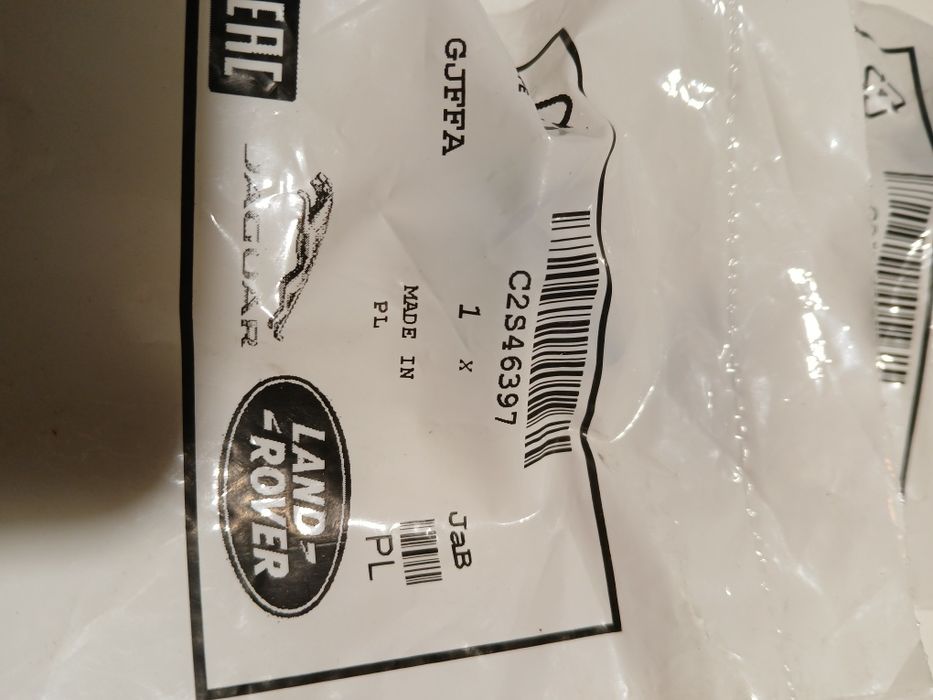 C2S46397
GJFFA
1 x
JaB
MADE IN
PL
PL
EAC
JAGUAR
LAND
ROVER